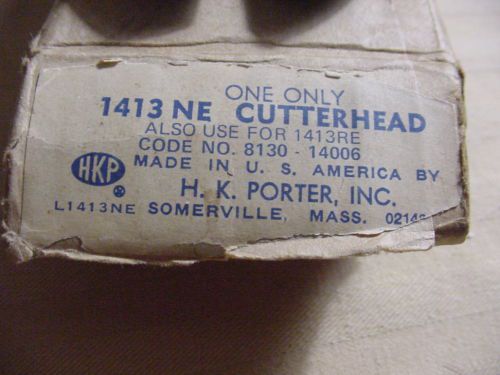 ONE ONLY
1413 NE CUTTERHEAD
ALSO USE FOR 1413RE
CODE NO. 8130 - 14006
MADE IN U. S. AMERICA BY
HKP ®
H. K. PORTER, INC.
L1413NE SOMERVILLE, MASS.